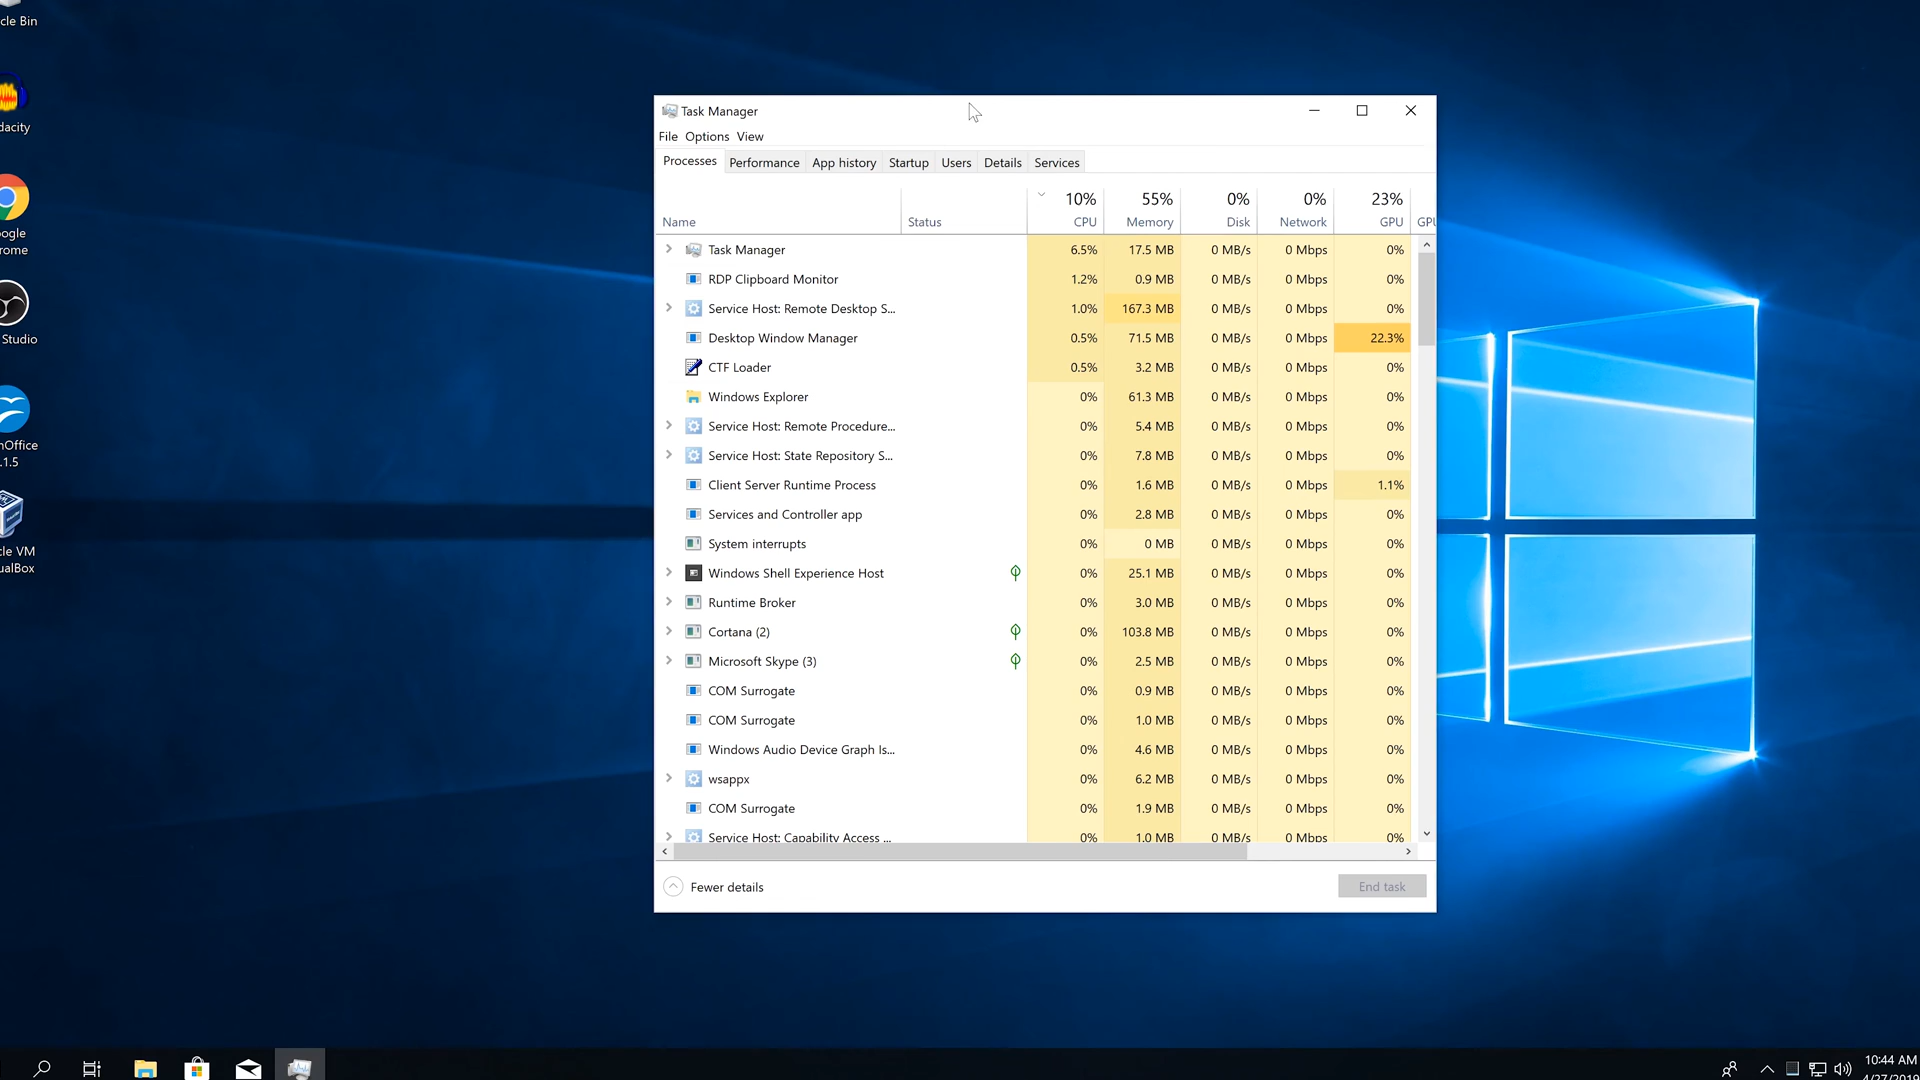 cle Bin
dacity
ogle
rome
Studio
nOffice
.1.5
cle VM
ualBox
Task Manager
File Options View
Processes Performance App history Startup Users Details Services
10% 55% 0% 0% 23%
Name Status CPU Memory Disk Network GPU GPU
Task Manager 6.5% 17.5 MB 0 MB/s 0 Mbps 0%
RDP Clipboard Monitor 1.2% 0.9 MB 0 MB/s 0 Mbps 0%
Service Host: Remote Desktop S... 1.0% 167.3 MB 0 MB/s 0 Mbps 0%
Desktop Window Manager 0.5% 71.5 MB 0 MB/s 0 Mbps 22.3%
CTF Loader 0.5% 3.2 MB 0 MB/s 0 Mbps 0%
Windows Explorer 0% 61.3 MB 0 MB/s 0 Mbps 0%
Service Host: Remote Procedure... 0% 5.4 MB 0 MB/s 0 Mbps 0%
Service Host: State Repository S... 0% 7.8 MB 0 MB/s 0 Mbps 0%
Client Server Runtime Process 0% 1.6 MB 0 MB/s 0 Mbps 1.1%
Services and Controller app 0% 2.8 MB 0 MB/s 0 Mbps 0%
System interrupts 0% 0 MB 0 MB/s 0 Mbps 0%
Windows Shell Experience Host 0% 25.1 MB 0 MB/s 0 Mbps 0%
Runtime Broker 0% 3.0 MB 0 MB/s 0 Mbps 0%
Cortana (2) 0% 103.8 MB 0 MB/s 0 Mbps 0%
Microsoft Skype (3) 0% 2.5 MB 0 MB/s 0 Mbps 0%
COM Surrogate 0% 0.9 MB 0 MB/s 0 Mbps 0%
COM Surrogate 0% 1.0 MB 0 MB/s 0 Mbps 0%
Windows Audio Device Graph Is... 0% 4.6 MB 0 MB/s 0 Mbps 0%
wsappx 0% 6.2 MB 0 MB/s 0 Mbps 0%
COM Surrogate 0% 1.9 MB 0 MB/s 0 Mbps 0%
Service Host: Capability Access ... 0% 1.0 MB 0 MB/s 0 Mbps 0%
Fewer details End task
10:44 AM
4/27/2019